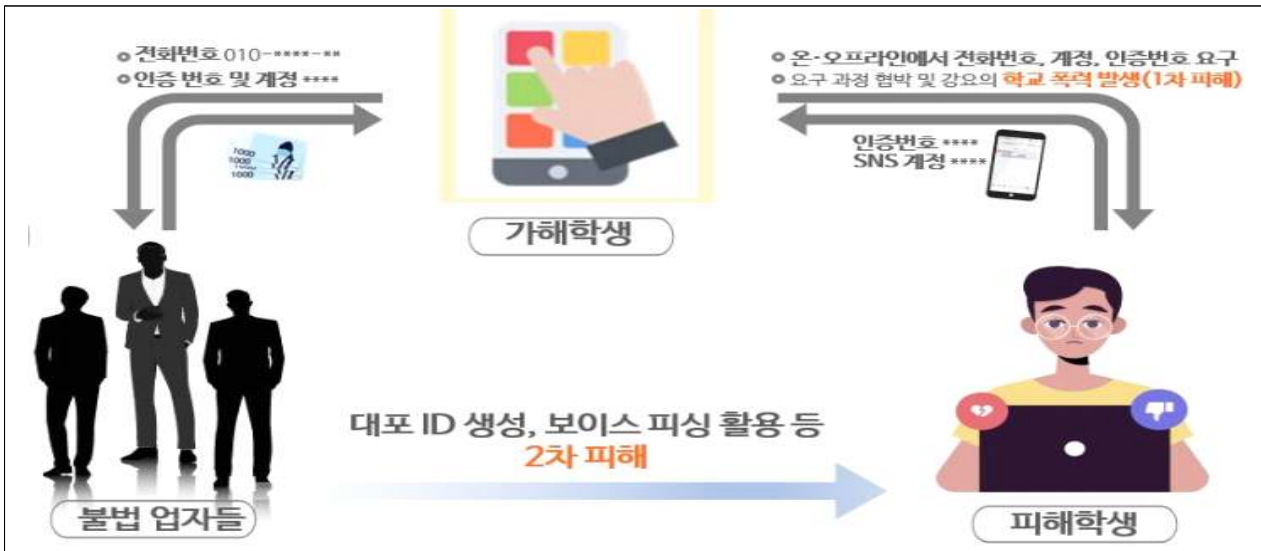 전화번호 010-****-**
인증 번호 및 계정 ****
온·오프라인에서 전화번호, 계정, 인증번호 요구
요구 과정 협박 및 강요의 학교 폭력 발생(1차 피해)
1000
1000
1000
1000
인증번호 ****
SNS 계정 ****
가해학생
대포 ID 생성, 보이스 피싱 활용 등
2차 피해
불법 업자들
피해학생